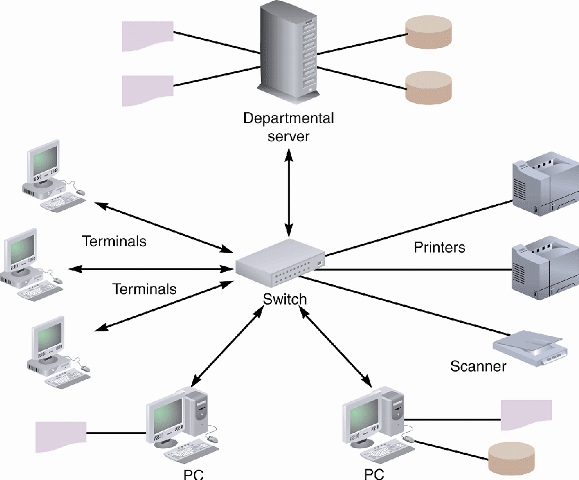 Departmental
server
Terminals
Printers
Terminals
Switch
Scanner
PC
PC